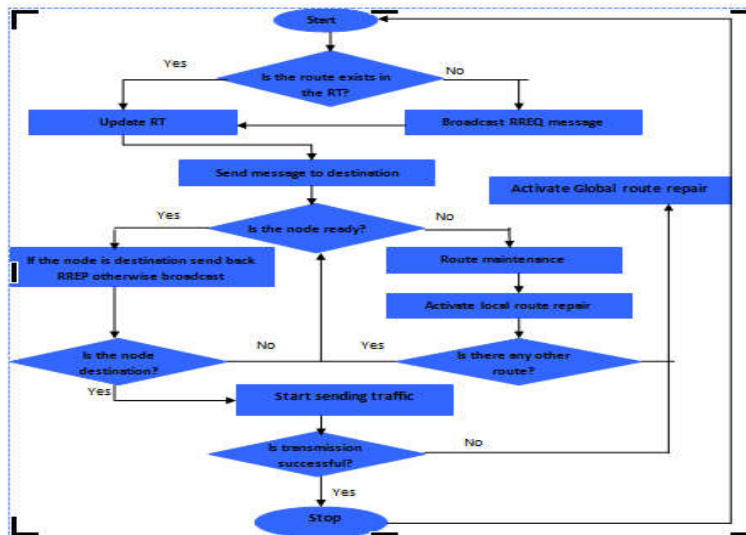 Start
Yes
Is the route exists in
the RT?
No
Update RT
Broadcast RREQ message
Send message to destination
Activate Global route repair
Yes
Is the node ready?
No
If the node is destination send back
RREP otherwise broadcast
Route maintenance
Activate local route repair
Is the node
destination?
No
Yes
Is there any other
route?
Yes
Start sending traffic
Is transmission
successful?
No
Yes
Stop